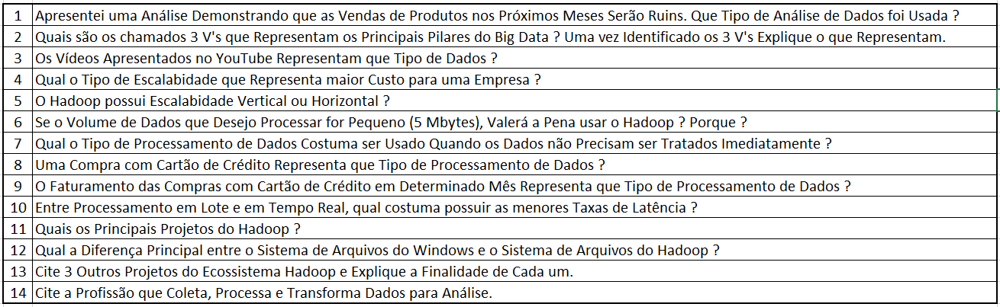 1 Apresentei uma Análise Demonstrando que as Vendas de Produtos nos Próximos Meses Serão Ruins. Que Tipo de Análise de Dados foi Usada ?
2 Quais são os chamados 3 V's que Representam os Principais Pilares do Big Data ? Uma vez Identificado os 3 V's Explique o que Representam.
3 Os Vídeos Apresentados no YouTube Representam que Tipo de Dados ?
4 Qual o Tipo de Escalabidade que Representa maior Custo para uma Empresa ?
5 O Hadoop possui Escalabidade Vertical ou Horizontal ?
6 Se o Volume de Dados que Desejo Processar for Pequeno (5 Mbytes), Valerá a Pena usar o Hadoop ? Porque ?
7 Qual o Tipo de Processamento de Dados Costuma ser Usado Quando os Dados não Precisam ser Tratados Imediatamente ?
8 Uma Compra com Cartão de Crédito Representa que Tipo de Processamento de Dados ?
9 O Faturamento das Compras com Cartão de Crédito em Determinado Mês Representa que Tipo de Processamento de Dados ?
10 Entre Processamento em Lote e em Tempo Real, qual costuma possuir as menores Taxas de Latência ?
11 Quais os Principais Projetos do Hadoop ?
12 Qual a Diferença Principal entre o Sistema de Arquivos do Windows e o Sistema de Arquivos do Hadoop ?
13 Cite 3 Outros Projetos do Ecossistema Hadoop e Explique a Finalidade de Cada um.
14 Cite a Profissão que Coleta, Processa e Transforma Dados para Análise.